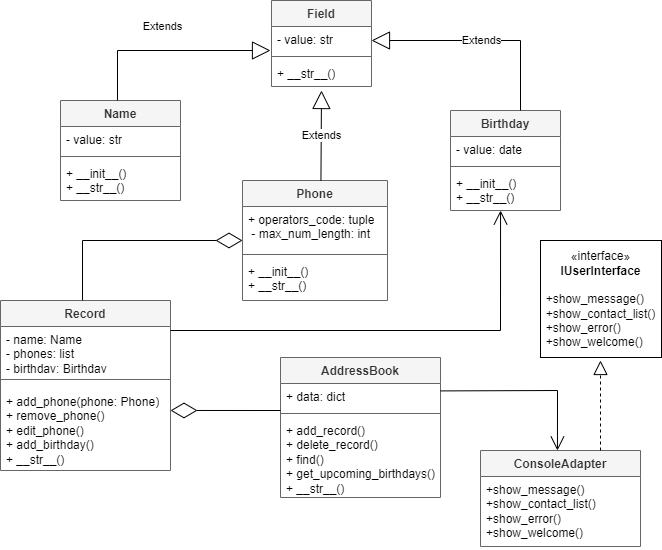 Field
- value: str
+ __str__()
Extends
Extends
Extends
Name
- value: str
+ __init__()
+ __str__()
Birthday
- value: date
+ __init__()
+ __str__()
Phone
+ operators_code: tuple
- max_num_length: int
+ __init__()
+ __str__()
«interface»
IUserInterface
+show_message()
+show_contact_list()
+show_error()
+show_welcome()
Record
- name: Name
- phones: list
- birthday: Birthday
+ add_phone(phone: Phone)
+ remove_phone()
+ edit_phone()
+ add_birthday()
+ __str__()
AddressBook
+ data: dict
+ add_record()
+ delete_record()
+ find()
+ get_upcoming_birthdays()
+ __str__()
ConsoleAdapter
+show_message()
+show_contact_list()
+show_error()
+show_welcome()